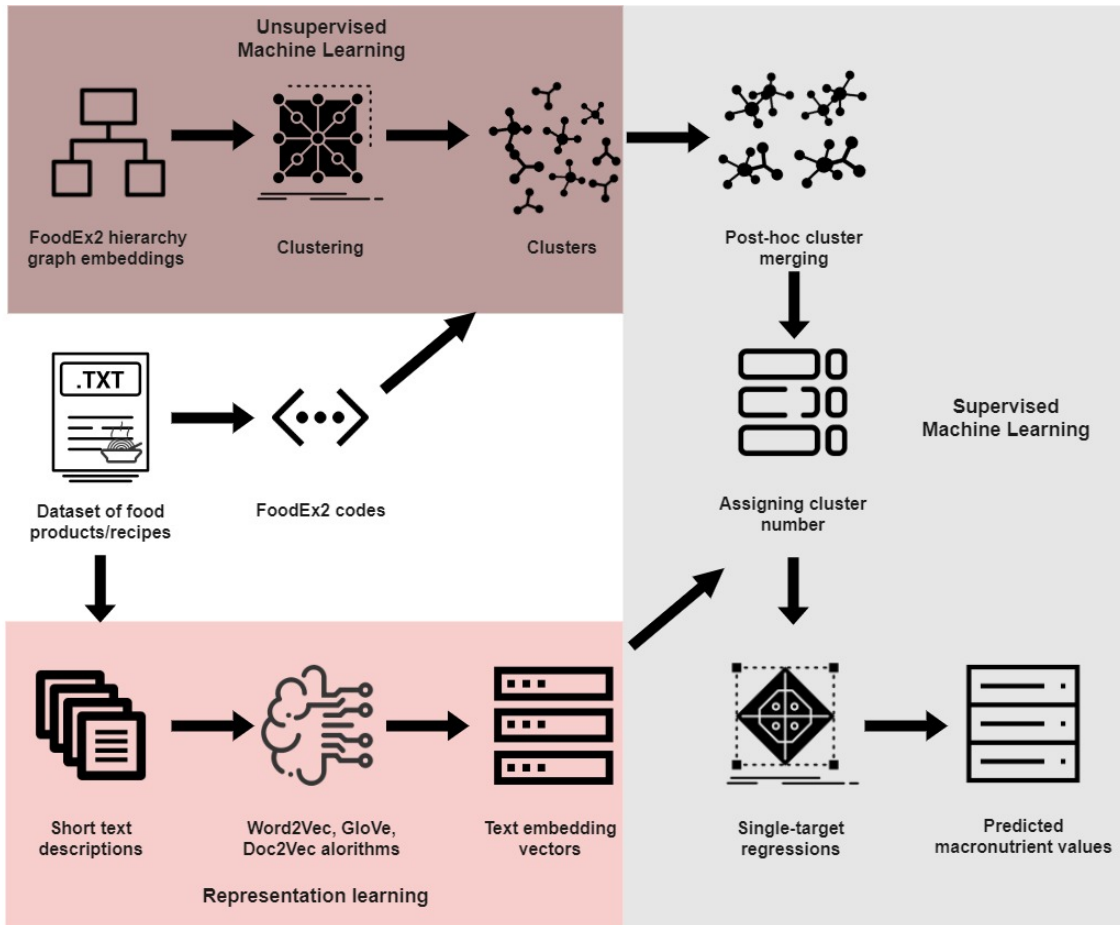 Unsupervised
Machine Learning
FoodEx2 hierarchy
graph embeddings
Clustering
Clusters
Post-hoc cluster
merging
.TXT
Dataset of food
products/recipes
FoodEx2 codes
Assigning cluster
number
Supervised
Machine Learning
Short text
descriptions
Word2Vec, GloVe,
Doc2Vec alorithms
Text embedding
vectors
Single-target
regressions
Predicted
macronutrient values
Representation learning